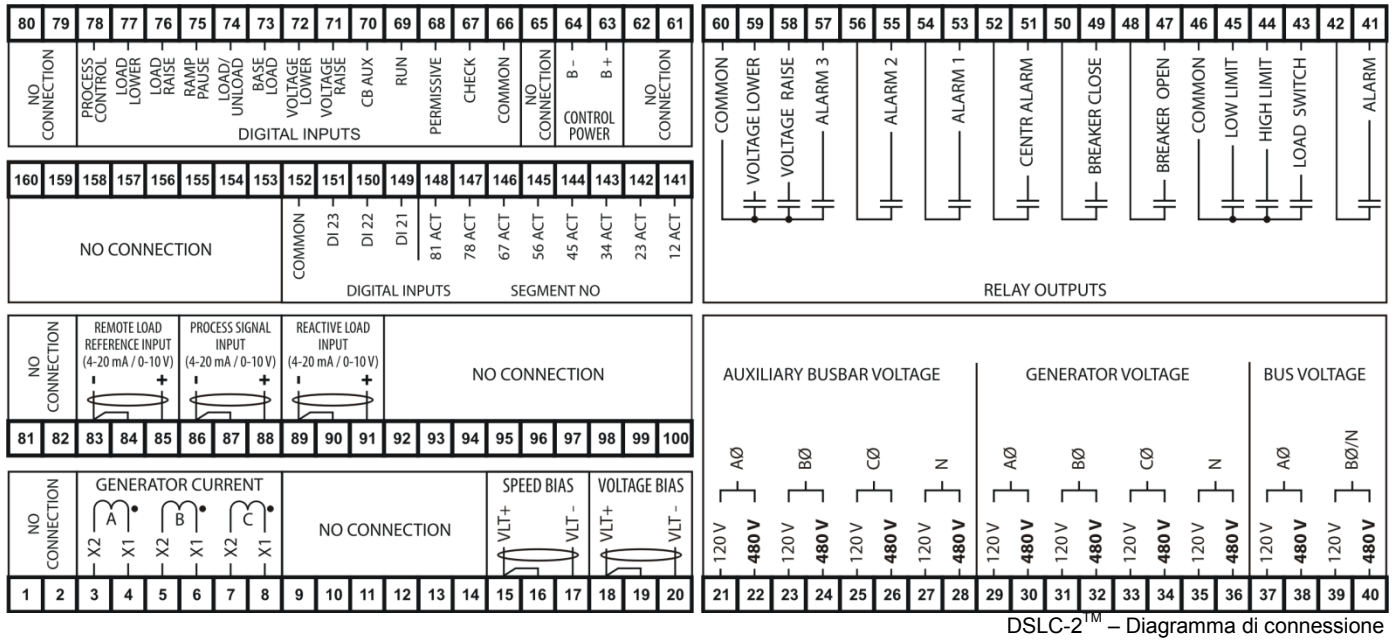 80 79 78 77 76 75 74 73 72 71 70 69 68 67 66 65 64 63 62 61
NO CONNECTION
PROCESS CONTROL
LOAD LOWER
LOAD RAISE
RAMP PAUSE
LOAD/ UNLOAD
BASE LOAD
VOLTAGE LOWER
VOLTAGE RAISE
CB AUX
RUN
PERMISSIVE
CHECK
COMMON
NO CONNECTION
B -
B +
NO CONNECTION
CONTROL POWER
DIGITAL INPUTS
60 59 58 57 56 55 54 53 52 51 50 49 48 47 46 45 44 43 42 41
COMMON
VOLTAGE LOWER
VOLTAGE RAISE
ALARM 3
ALARM 2
ALARM 1
CENTR ALARM
BREAKER CLOSE
BREAKER OPEN
COMMON
LOW LIMIT
HIGH LIMIT
LOAD SWITCH
ALARM
RELAY OUTPUTS
160 159 158 157 156 155 154 153 152 151 150 149 148 147 146 145 144 143 142 141
NO CONNECTION
COMMON
DI 23
DI 22
DI 21
81 ACT
78 ACT
67 ACT
56 ACT
45 ACT
34 ACT
23 ACT
12 ACT
DIGITAL INPUTS
SEGMENT NO
NO CONNECTION
REMOTE LOAD
REFERENCE INPUT
(4-20 mA / 0-10 V)
- +
PROCESS SIGNAL
INPUT
(4-20 mA / 0-10 V)
- +
REACTIVE LOAD
INPUT
(4-20 mA / 0-10 V)
- +
NO CONNECTION
81 82 83 84 85 86 87 88 89 90 91 92 93 94 95 96 97 98 99 100
NO CONNECTION
GENERATOR CURRENT
A B C
X2 X1 X2 X1 X2 X1
NO CONNECTION
SPEED BIAS
VLT+ VLT -
VOLTAGE BIAS
VLT+ VLT -
1 2 3 4 5 6 7 8 9 10 11 12 13 14 15 16 17 18 19 20
AUXILIARY BUSBAR VOLTAGE
GENERATOR VOLTAGE
BUS VOLTAGE
AØ BØ CØ N AØ BØ CØ N AØ BØ/N
120 V 480 V 120 V 480 V 120 V 480 V 120 V 480 V 120 V 480 V 120 V 480 V 120 V 480 V 120 V 480 V 120 V 480 V 120 V 480 V
21 22 23 24 25 26 27 28 29 30 31 32 33 34 35 36 37 38 39 40
DSLC-2™ – Diagramma di connessione